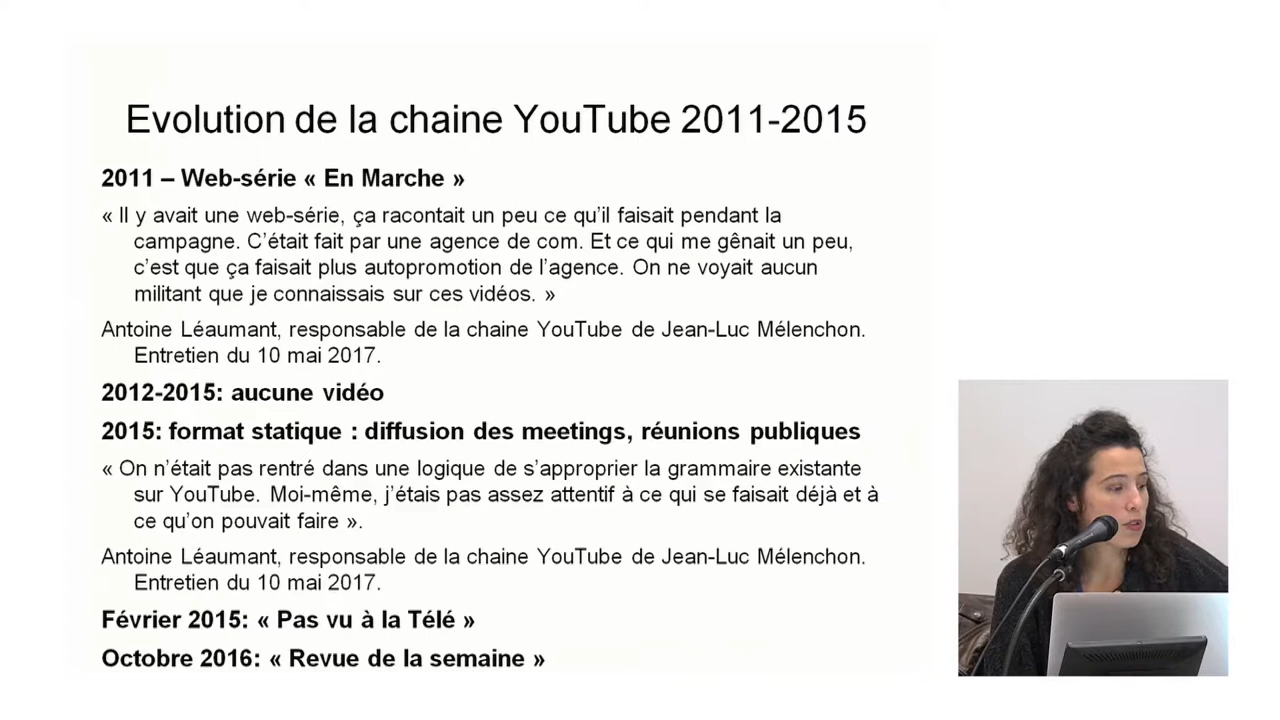 Evolution de la chaine YouTube 2011-2015
2011 – Web-série « En Marche »
« Il y avait une web-série, ça racontait un peu ce qu'il faisait pendant la
campagne. C'était fait par une agence de com. Et ce qui me gênait un peu,
c'est que ça faisait plus autopromotion de l'agence. On ne voyait aucun
militant que je connaissais sur ces vidéos. »
Antoine Léaumant, responsable de la chaine YouTube de Jean-Luc Mélenchon.
Entretien du 10 mai 2017.
2012-2015: aucune vidéo
2015: format statique : diffusion des meetings, réunions publiques
« On n'était pas rentré dans une logique de s'approprier la grammaire existante
sur YouTube. Moi-même, j'étais pas assez attentif à ce qui se faisait déjà et à
ce qu'on pouvait faire ».
Antoine Léaumant, responsable de la chaine YouTube de Jean-Luc Mélenchon.
Entretien du 10 mai 2017.
Février 2015: « Pas vu à la Télé »
Octobre 2016: « Revue de la semaine »